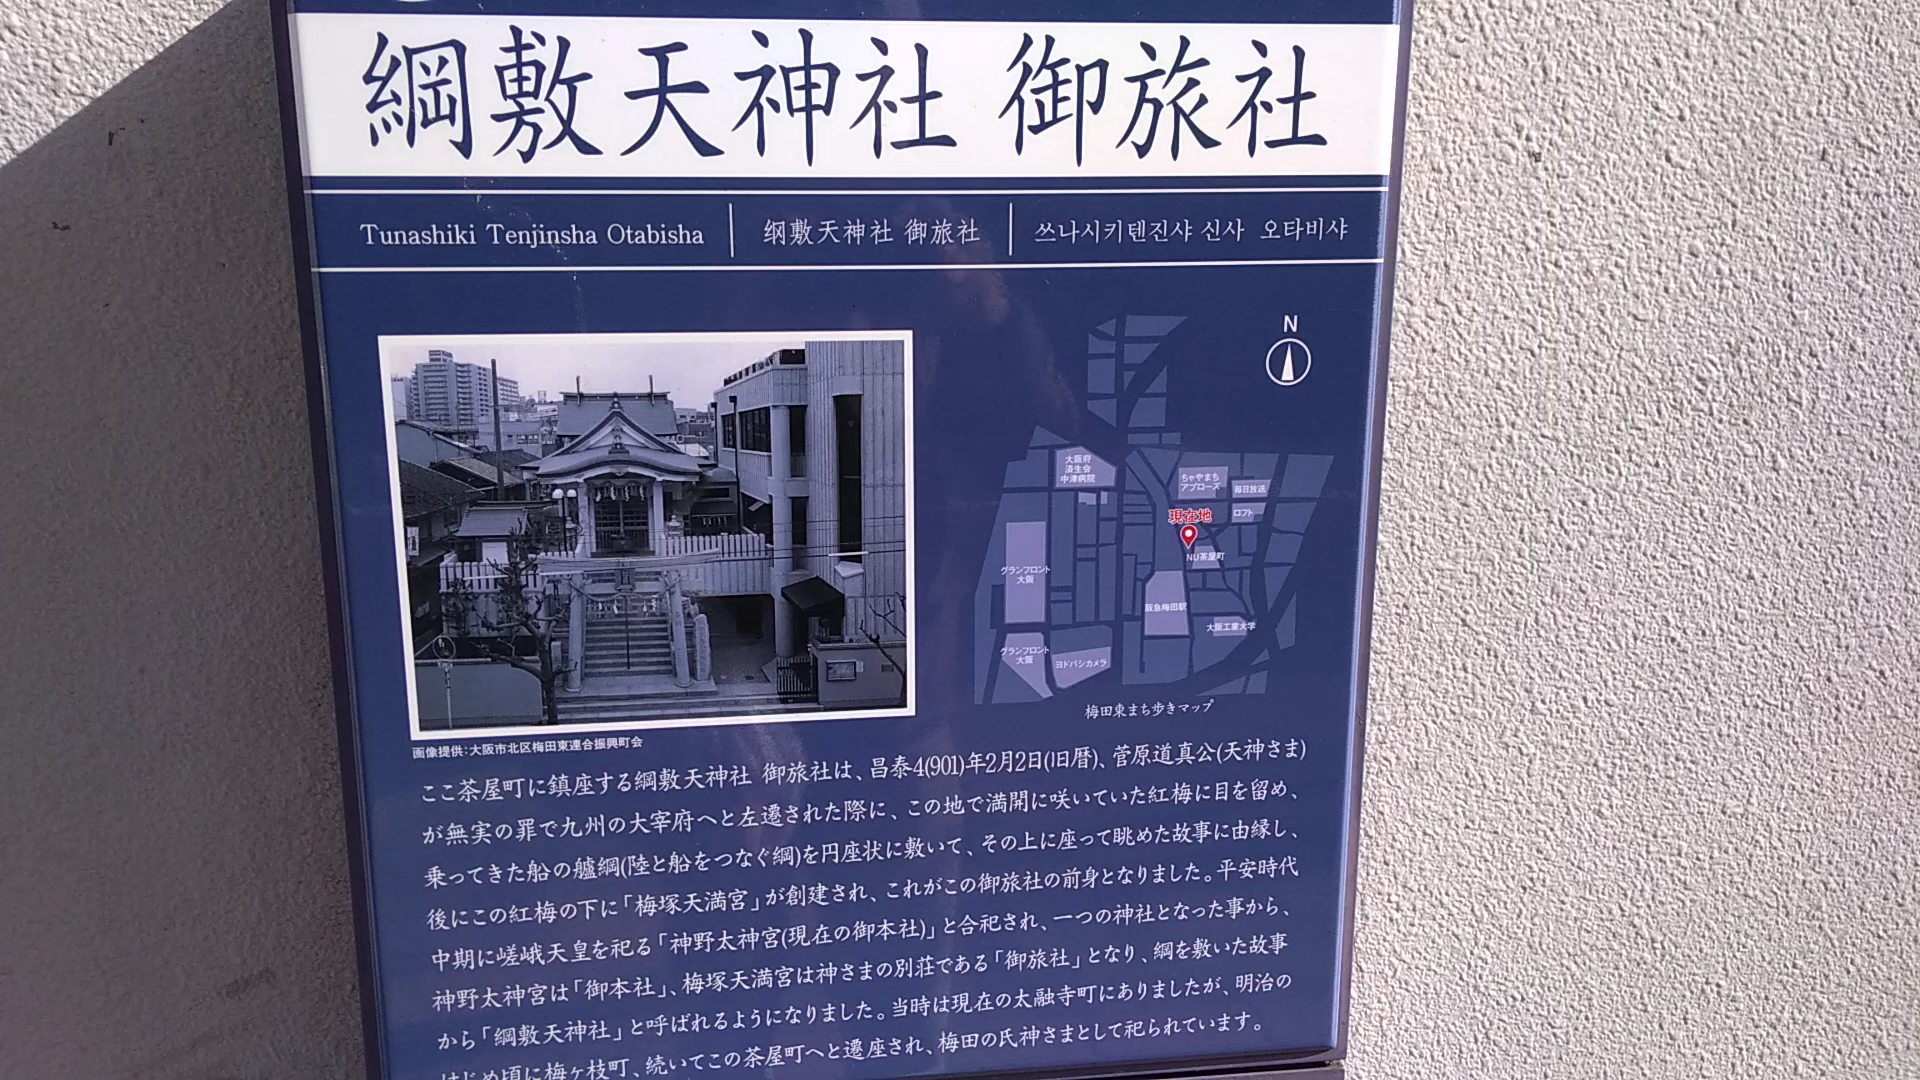 綱敷天神社 御旅社
Tunashiki Tenjinsha Otabisha
纲敷天神社 御旅社
쓰나시키텐진샤 신사 오타비샤
N
大阪府
済生会
中津病院
ちゃやまち
アプローズ
毎日放送
ロフト
現在地
NU茶屋町
グランフロント
大阪
阪急梅田駅
大阪工業大学
グランフロント
大阪
ヨドバシカメラ
梅田東まち歩きマップ
画像提供:大阪市北区梅田東連合振興町会
ここ茶屋町に鎮座する綱敷天神社 御旅社は、昌泰4(901)年2月2日(旧暦)、菅原道真公(天神さま)
が無実の罪で九州の大宰府へと左遷された際に、この地で満開に咲いていた紅梅に目を留め、
乗ってきた船の艫綱(陸と船をつなぐ綱)を円座状に敷いて、その上に座って眺めた故事に由縁し、
後にこの紅梅の下に「梅塚天満宮」が創建され、これがこの御旅社の前身となりました。平安時代
中期に嵯峨天皇を祀る「神野太神宮(現在の御本社)」と合祀され、一つの神社となった事から、
神野太神宮は「御本社」、梅塚天満宮は神さまの別荘である「御旅社」となり、綱を敷いた故事
から「綱敷天神社」と呼ばれるようになりました。当時は現在の太融寺町にありましたが、明治の
はじめ頃に梅ヶ枝町、続いてこの茶屋町へと遷座され、梅田の氏神さまとして祀られています。